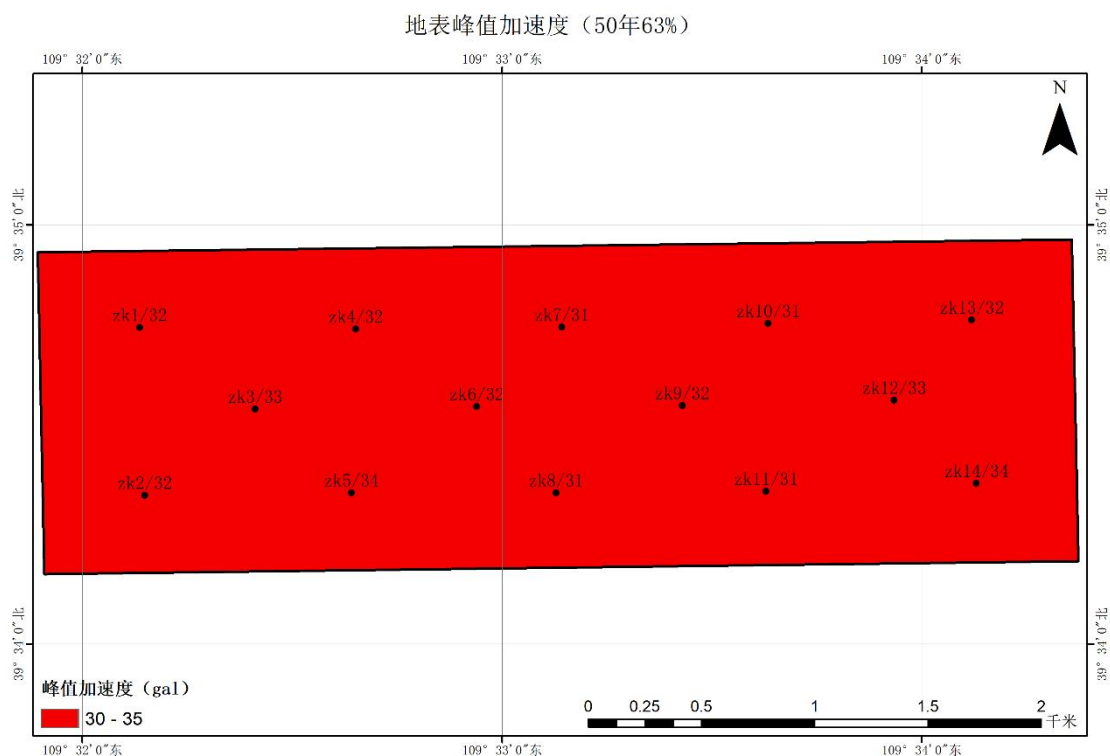 地表峰值加速度（50年63%）
109° 32'0"东
109° 33'0"东
109° 34'0"东
N
39° 35'0"北
39° 35'0"北
zk1/32
zk4/32
zk7/31
zk10/31
zk13/32
zk3/33
zk6/32
zk9/32
zk12/33
zk2/32
zk5/34
zk8/31
zk11/31
zk14/34
39° 34'0"北
39° 34'0"北
峰值加速度（gal）
30 - 35
0 0.25 0.5 1 1.5 2
千米
109° 32'0"东
109° 33'0"东
109° 34'0"东